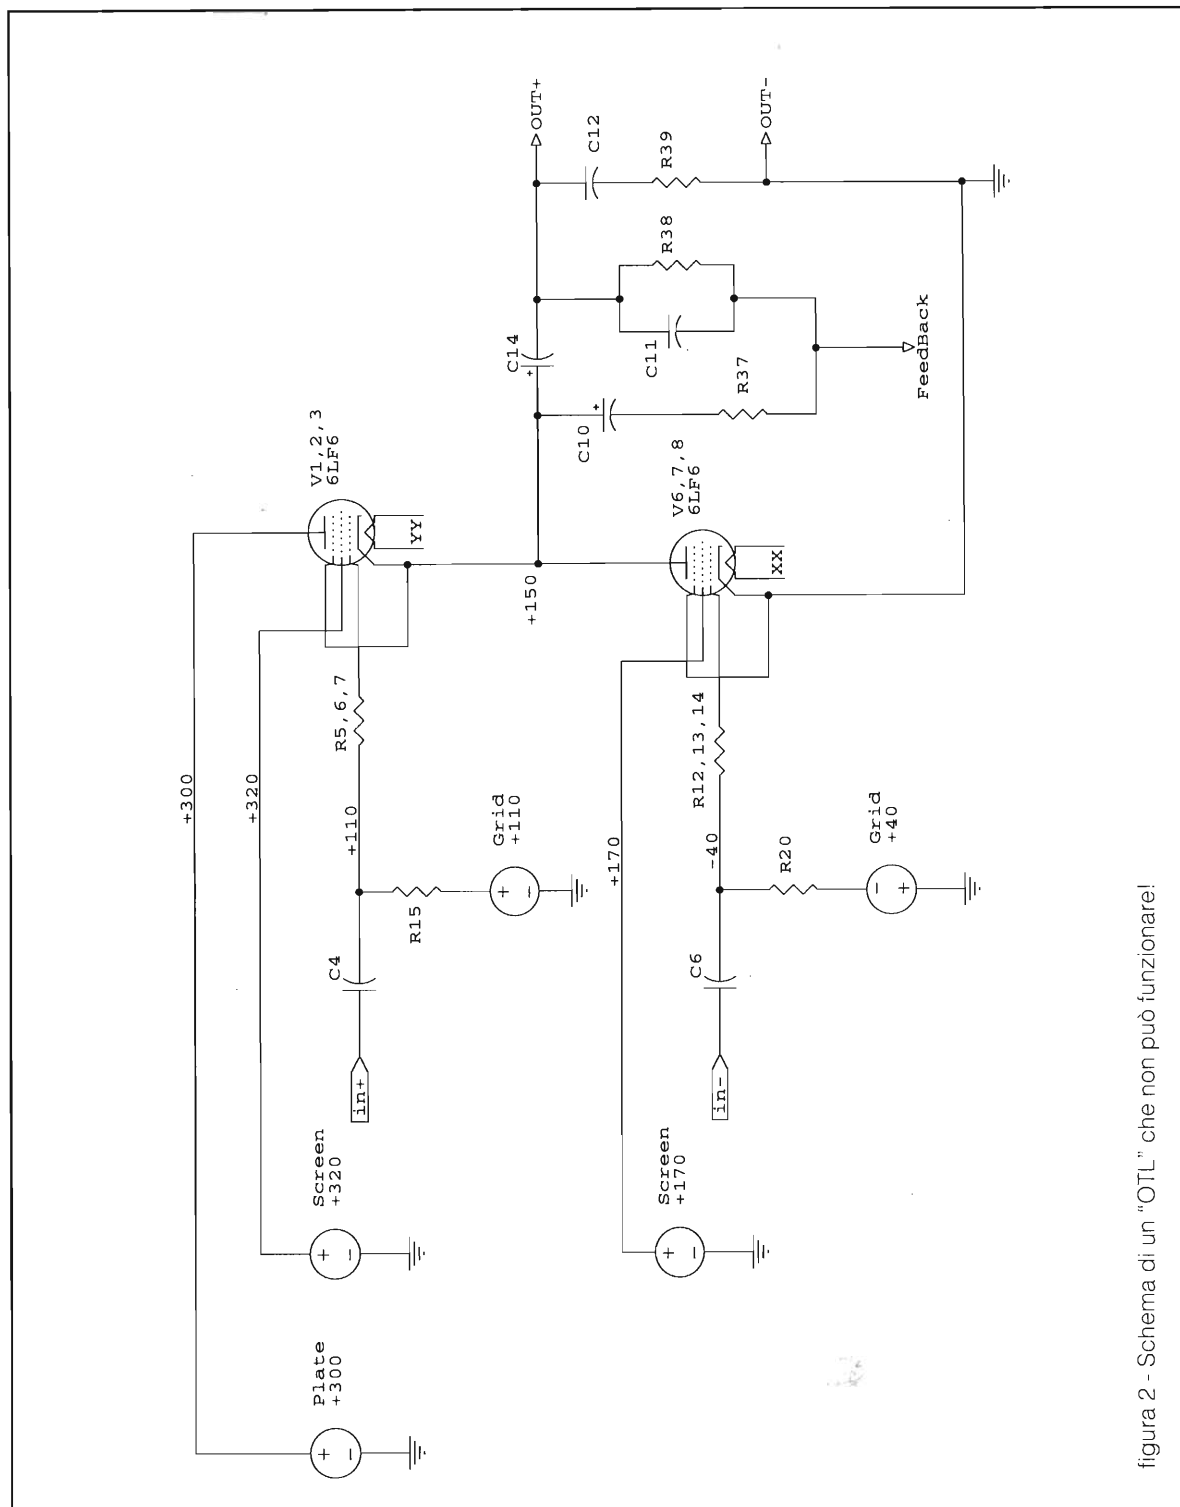 Plate
+300
Screen
+320
+300
+320
in+
C4
R15
+110
Grid
+110
R5,6,7
V1,2,3
6LF6
YY
+150
Screen
+170
+170
in-
C6
R20
-40
Grid
+40
R12,13,14
V6,7,8
6LF6
XX
C14
+
C10
+
R37
C11
R38
FeedBack
C12
R39
OUT+
OUT-
+
-
+
-
+
-
+
-
-
+
figura 2 - Schema di un "OTL" che non può funzionare!